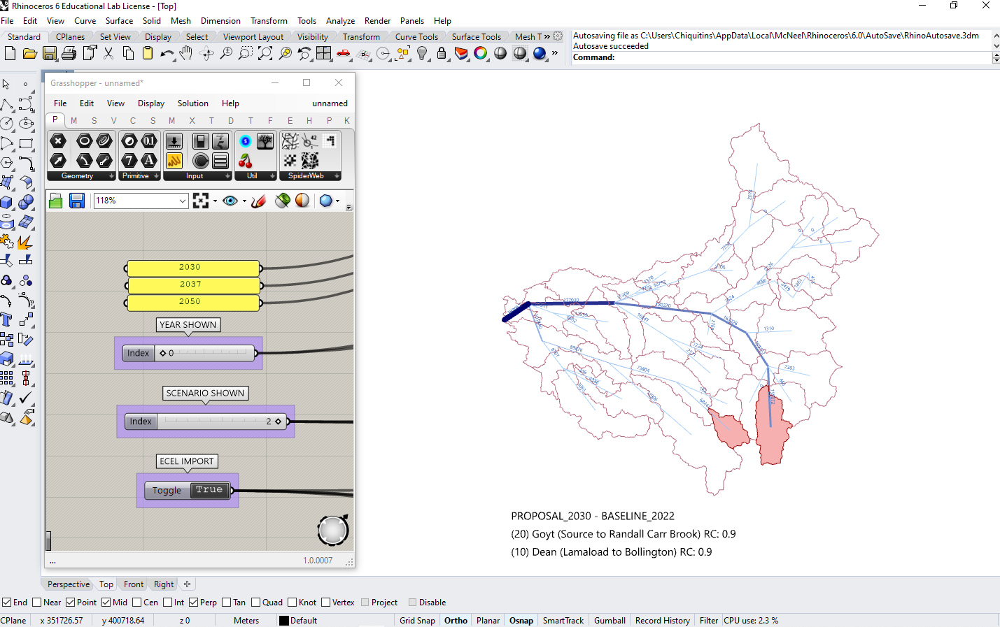 Rhinoceros 6 Educational Lab License - [Top]
File Edit View Curve Surface Solid Mesh Dimension Transform Tools Analyze Render Panels Help
Standard CPlanes Set View Display Select Viewport Layout Visibility Transform Curve Tools Surface Tools Mesh T »
Autosaving file as C:\Users\Chiquitins\AppData\Local\McNeel\Rhinoceros\6.0\AutoSave\RhinoAutosave.3dm
Autosave succeeded
Command:
Grasshopper - unnamed*
File Edit View Display Solution Help unnamed
P M S V C S M X T D T F E H P K
Geometry Primitive Input Util SpiderWeb
118%
2030
2037
2050
YEAR SHOWN
Index 0
SCENARIO SHOWN
Index 2
ECEL IMPORT
Toggle True
... 1.0.0007
1310
2103
73804
89876
PROPOSAL_2030 - BASELINE_2022
(20) Goyt (Source to Randall Carr Brook) RC: 0.9
(10) Dean (Lamaload to Bollington) RC: 0.9
Perspective Top Front Right
End Near Point Mid Cen Int Perp Tan Quad Knot Vertex Project Disable
CPlane x 351726.57 y 400718.64 z 0 Meters Default Grid Snap Ortho Planar Osnap SmartTrack Gumball Record History Filter CPU use: 2.3 %